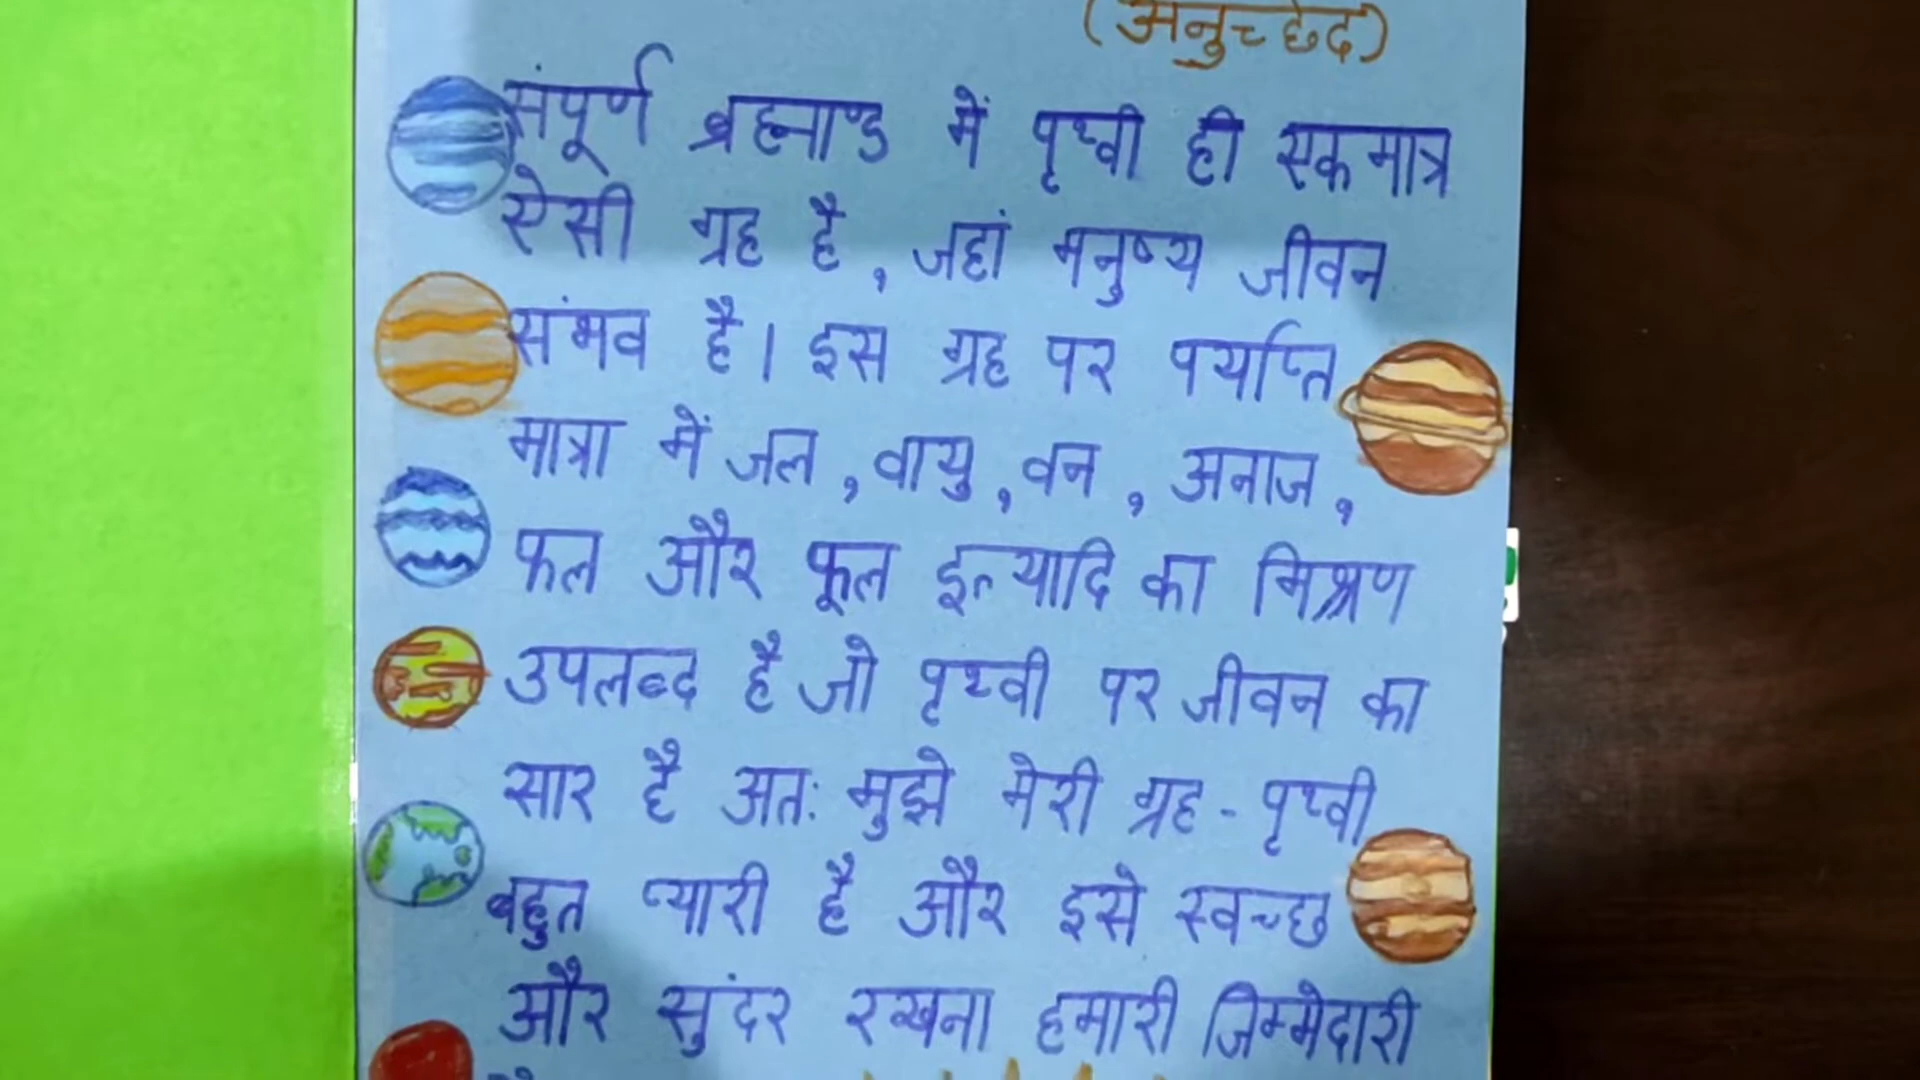 (अनुच्छेद)
संपूर्ण ब्रह्माण्ड में पृथ्वी ही एकमात्र
ऐसी ग्रह है, जहां मनुष्य जीवन
संभव है। इस ग्रह पर पर्याप्त
मात्रा में जल, वायु, वन, अनाज,
फल और फूल इत्यादि का मिश्रण
उपलब्द है जो पृथ्वी पर जीवन का
सार है अतः मुझे मेरी ग्रह - पृथ्वी
बहुत प्यारी है और इसे स्वच्छ
और सुंदर रखना हमारी जिम्मेदारी